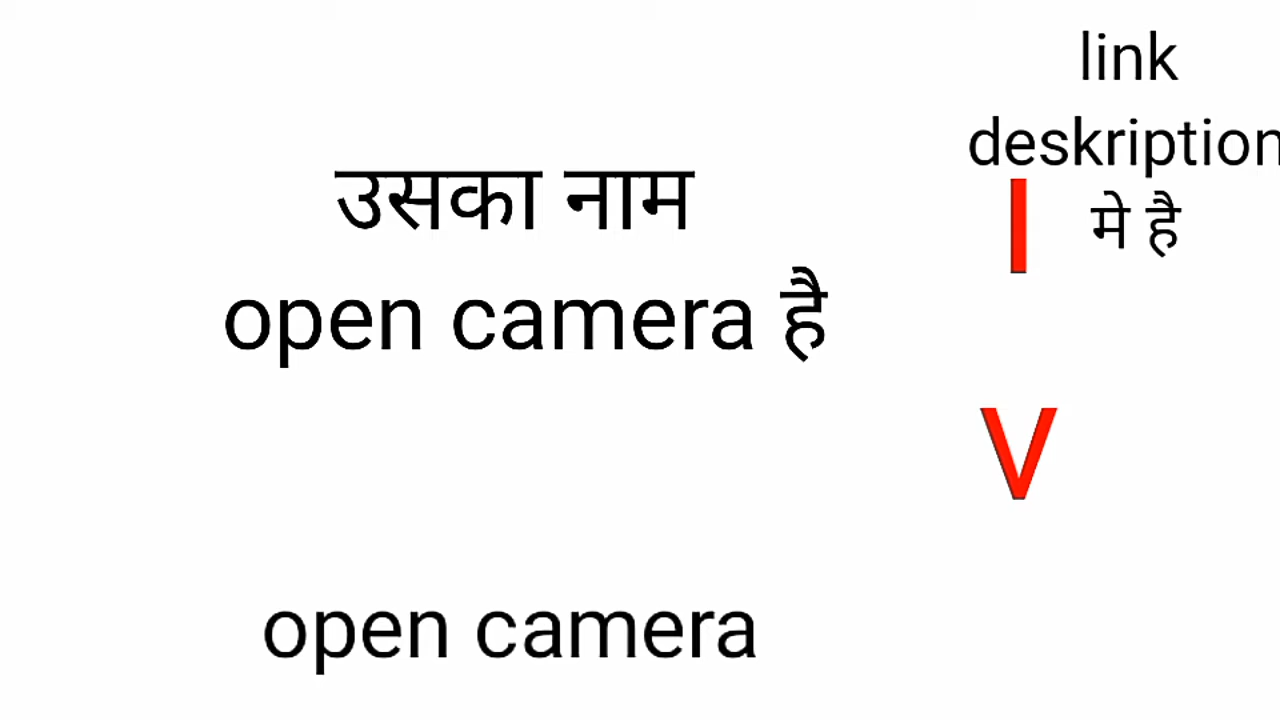 link
deskription
मे है
उसका नाम
open camera है
I
V
open camera